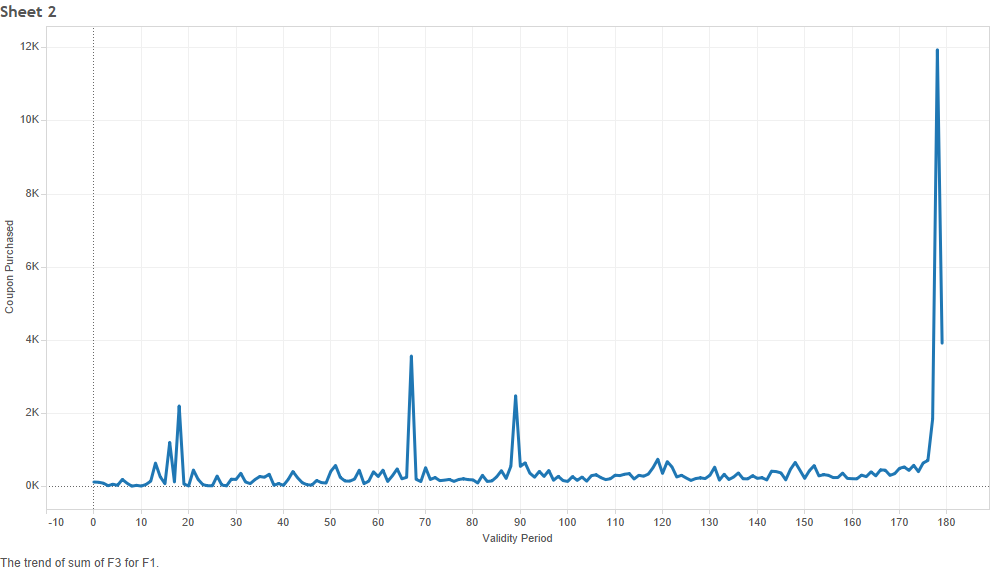 Sheet 2
12K
10K
8K
6K
4K
2K
0K
Coupon Purchased
-10 0 10 20 30 40 50 60 70 80 90 100 110 120 130 140 150 160 170 180
Validity Period
The trend of sum of F3 for F1.